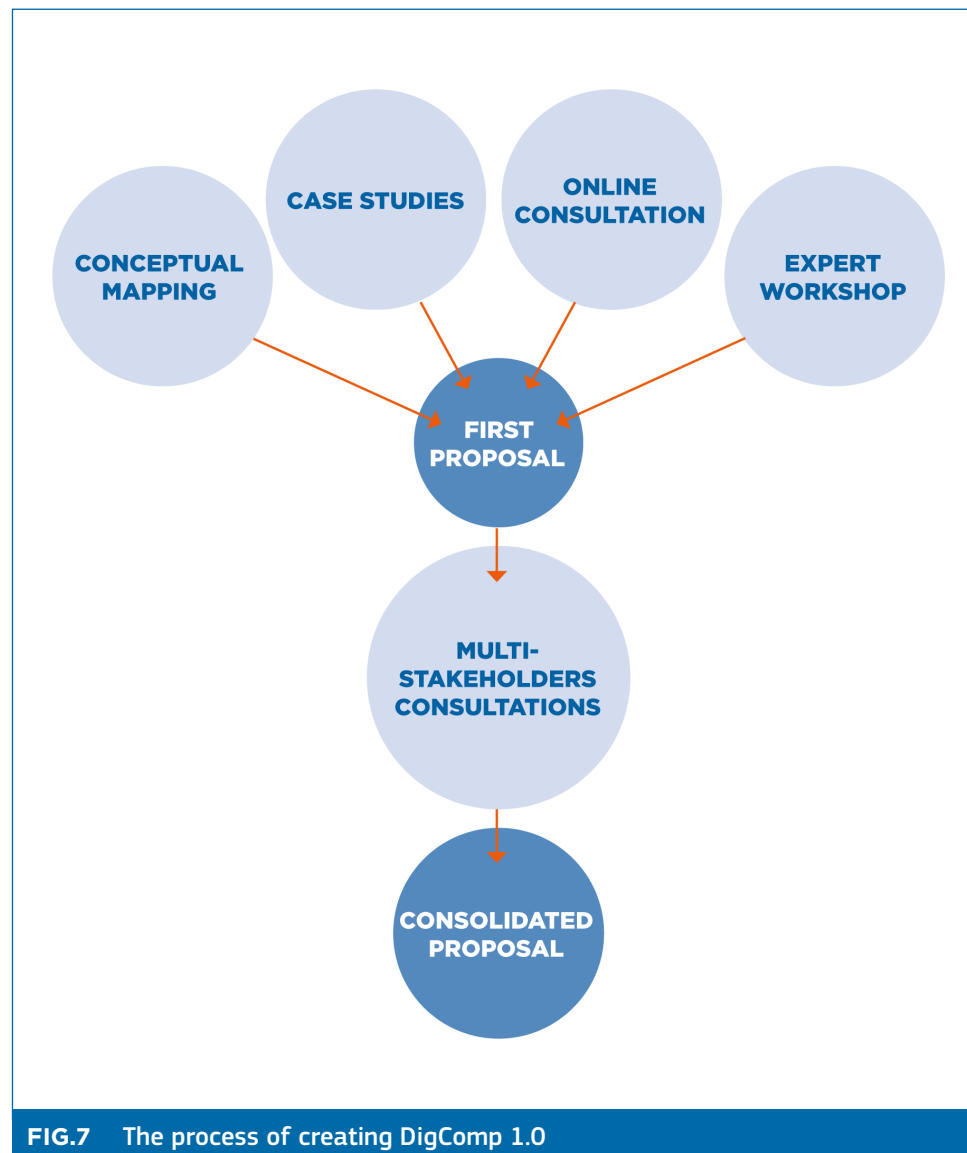 CONCEPTUAL
MAPPING
CASE STUDIES
ONLINE
CONSULTATION
EXPERT
WORKSHOP
FIRST
PROPOSAL
MULTI-
STAKEHOLDERS
CONSULTATIONS
CONSOLIDATED
PROPOSAL
FIG.7 The process of creating DigComp 1.0